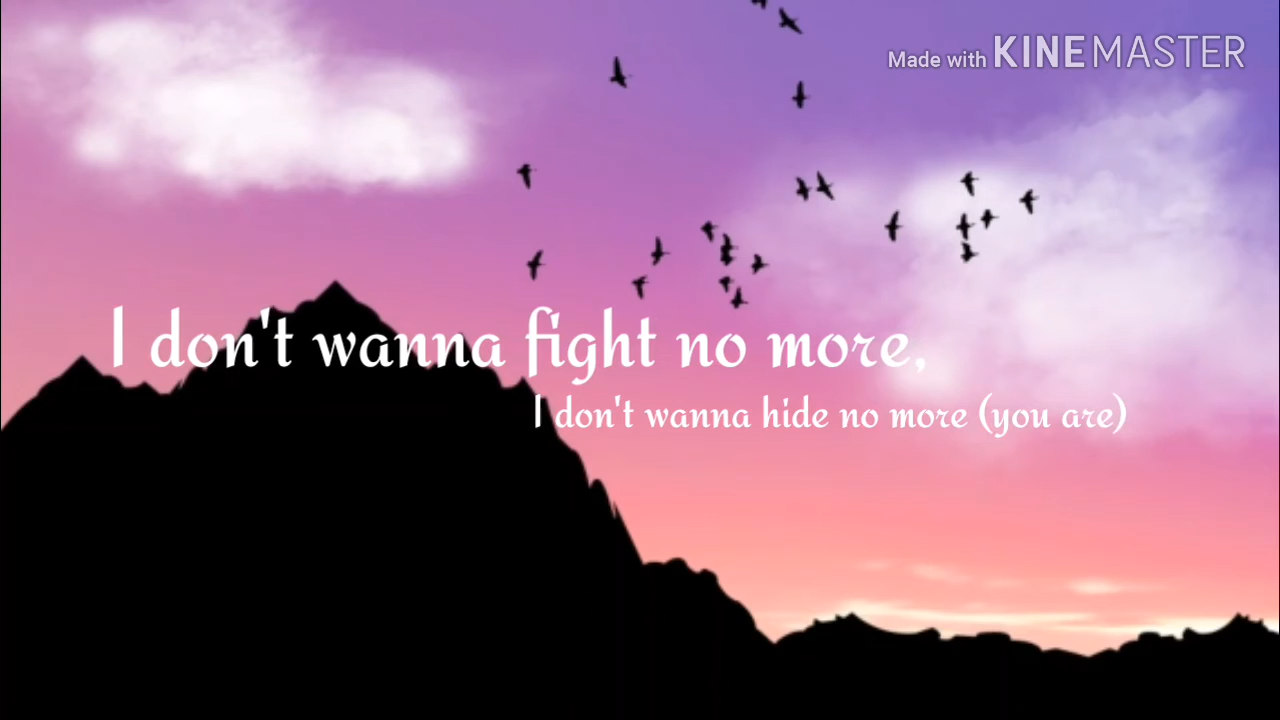 Made with KINEMASTER
I don't wanna fight no more,
I don't wanna hide no more (you are)